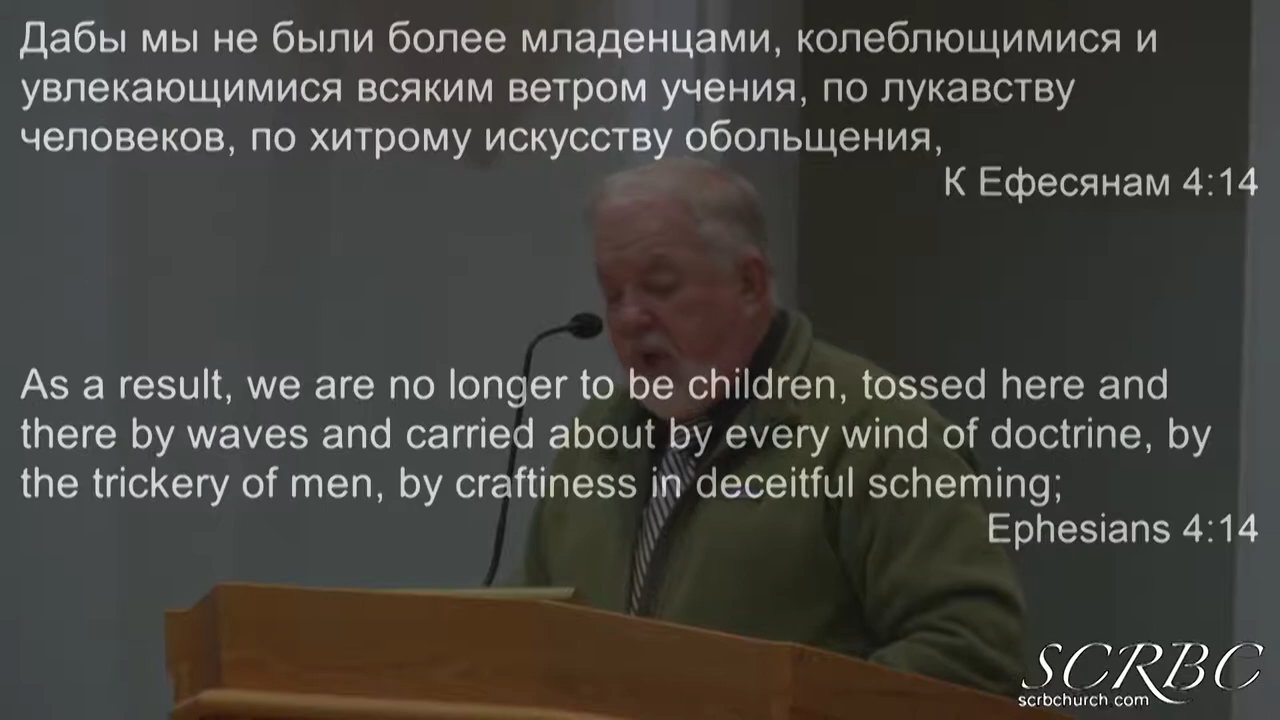 Дабы мы не были более младенцами, колеблющимися и
увлекающимися всяким ветром учения, по лукавству
человеков, по хитрому искусству обольщения,
К Ефесянам 4:14
As a result, we are no longer to be children, tossed here and
there by waves and carried about by every wind of doctrine, by
the trickery of men, by craftiness in deceitful scheming;
Ephesians 4:14
SCRBC
scrbchurch.com